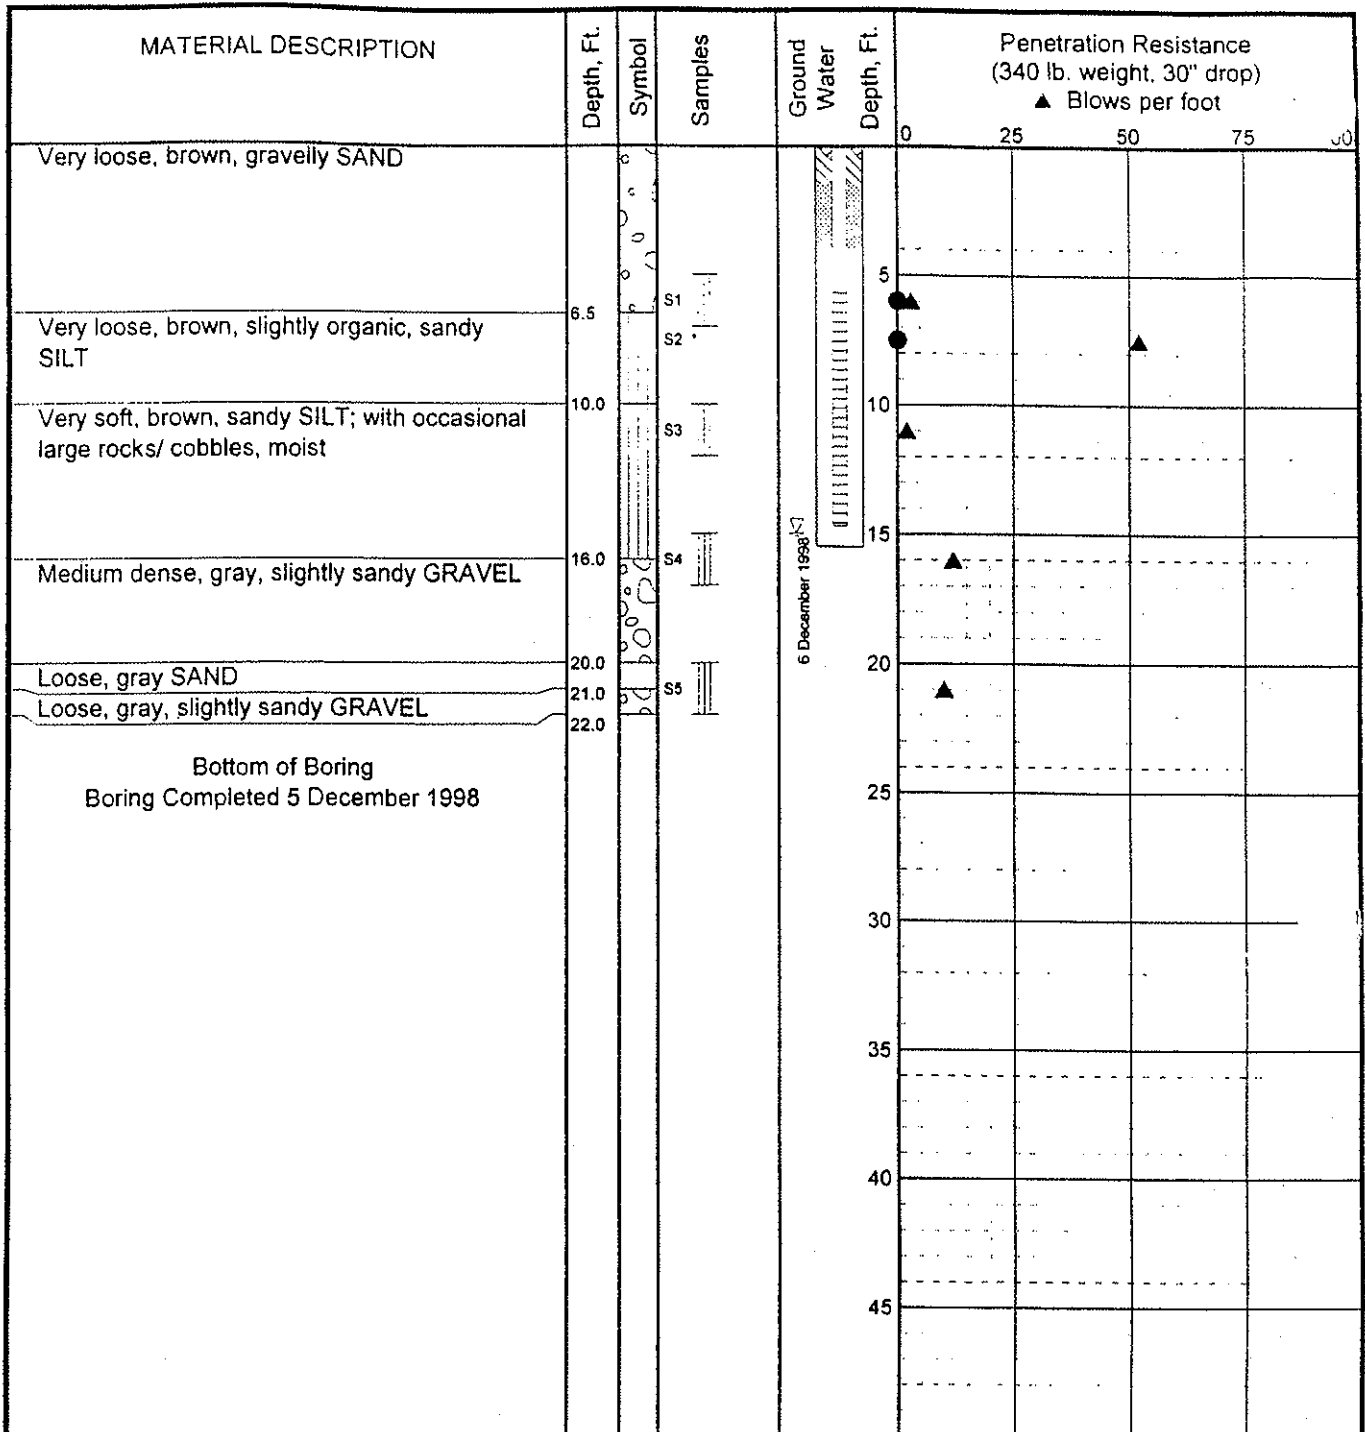 MATERIAL DESCRIPTION
Depth, Ft.
Symbol
Samples
Ground
Water
Depth, Ft.
Penetration Resistance
(340 lb. weight, 30" drop)
▲ Blows per foot
0 25 50 75
Very loose, brown, gravelly SAND
5
S1
6.5
Very loose, brown, slightly organic, sandy
SILT
S2
10.0
10
Very soft, brown, sandy SILT; with occasional
large rocks/ cobbles, moist
S3
15
6 December 1998
16.0
S4
Medium dense, gray, slightly sandy GRAVEL
20.0
20
Loose, gray SAND
21.0
S5
Loose, gray, slightly sandy GRAVEL
22.0
Bottom of Boring
Boring Completed 5 December 1998
25
30
35
40
45